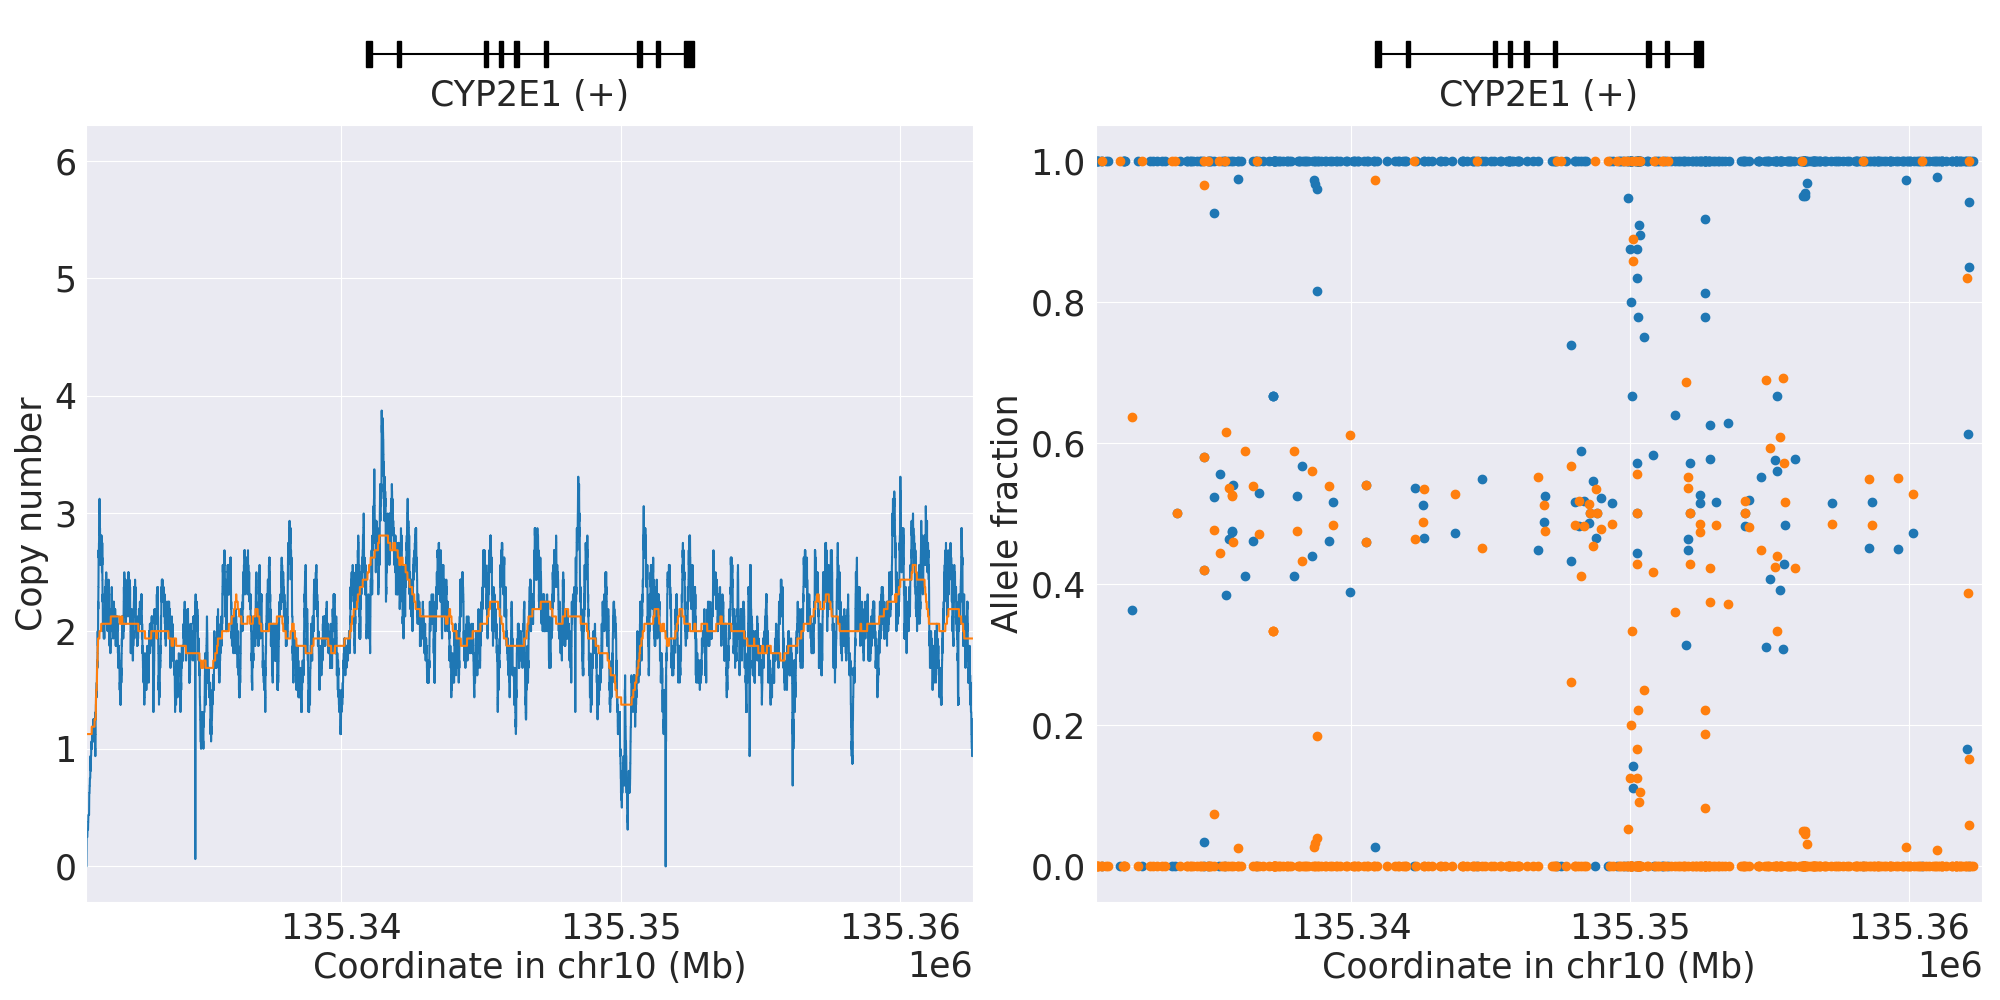 CYP2E1 (+)
6
5
4
3
2
1
0
Copy number
135.34 135.35 135.36
Coordinate in chr10 (Mb)
1e6
CYP2E1 (+)
1.0
0.8
0.6
0.4
0.2
0.0
Allele fraction
135.34 135.35 135.36
Coordinate in chr10 (Mb)
1e6